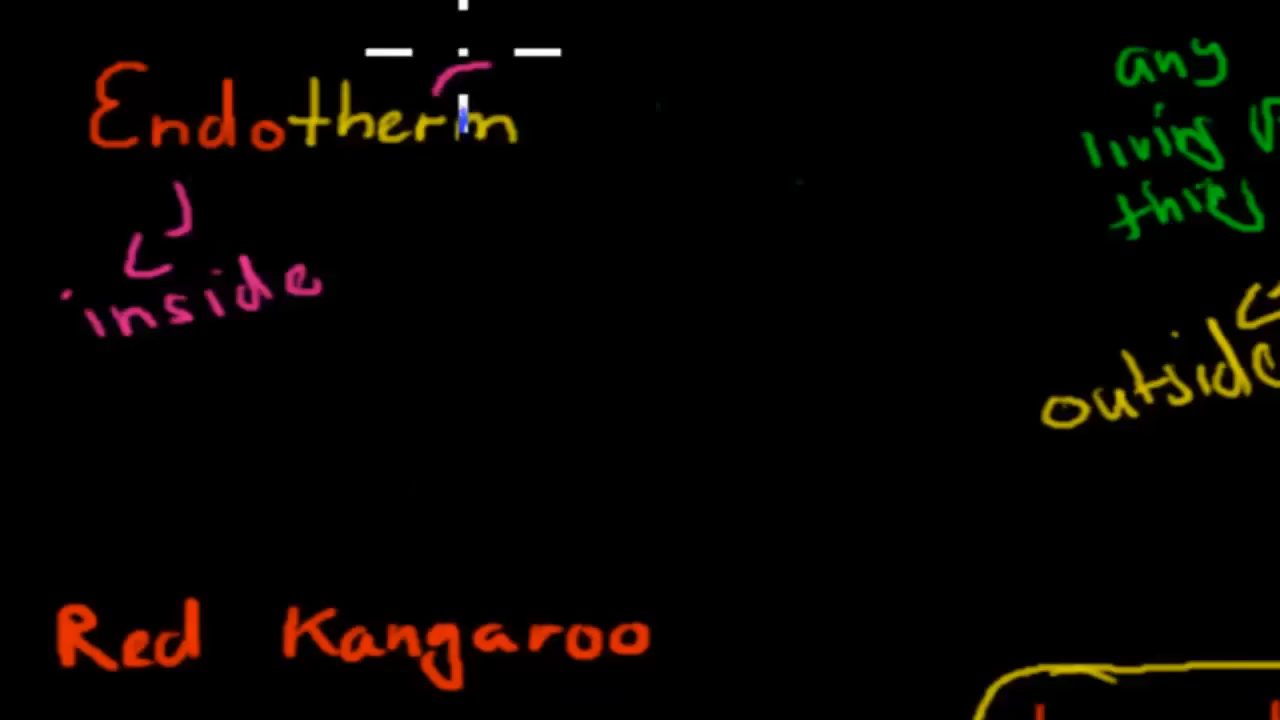 Endotherm
inside
Red Kangaroo
any
living
thing
outside